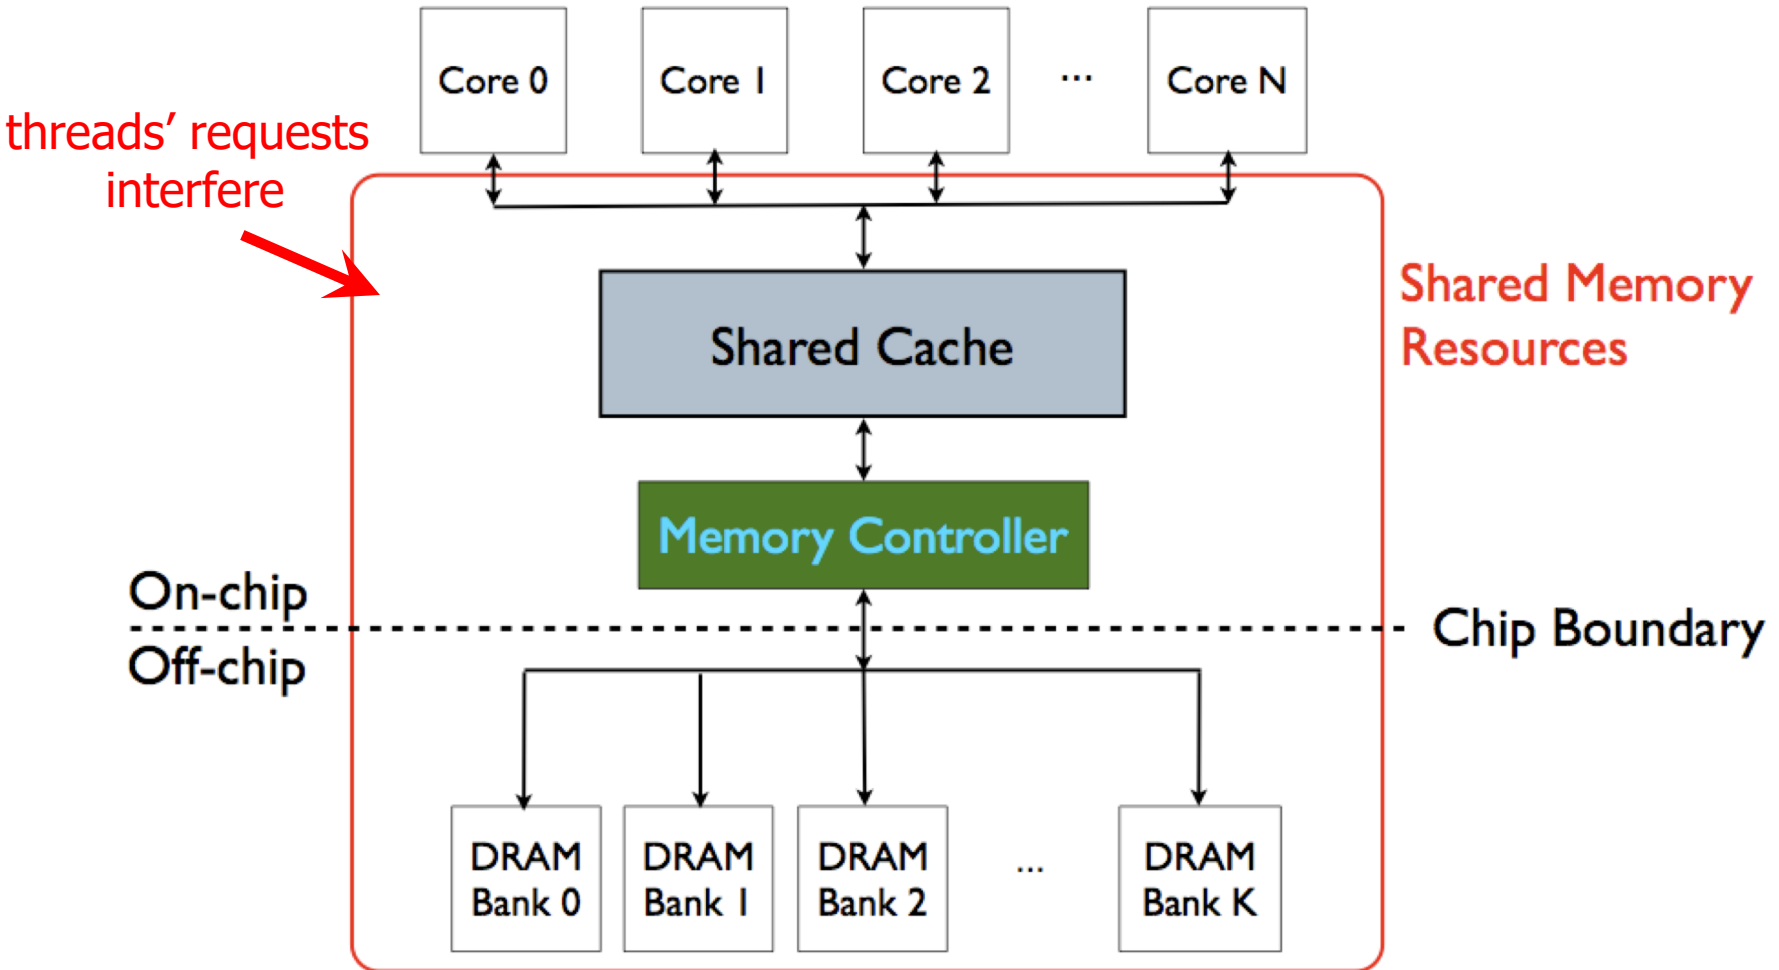 Core 0
Core 1
Core 2
...
Core N
threads’ requests
interfere
Shared Cache
Shared Memory
Resources
Memory Controller
On-chip
Chip Boundary
Off-chip
DRAM
Bank 0
DRAM
Bank 1
DRAM
Bank 2
...
DRAM
Bank K